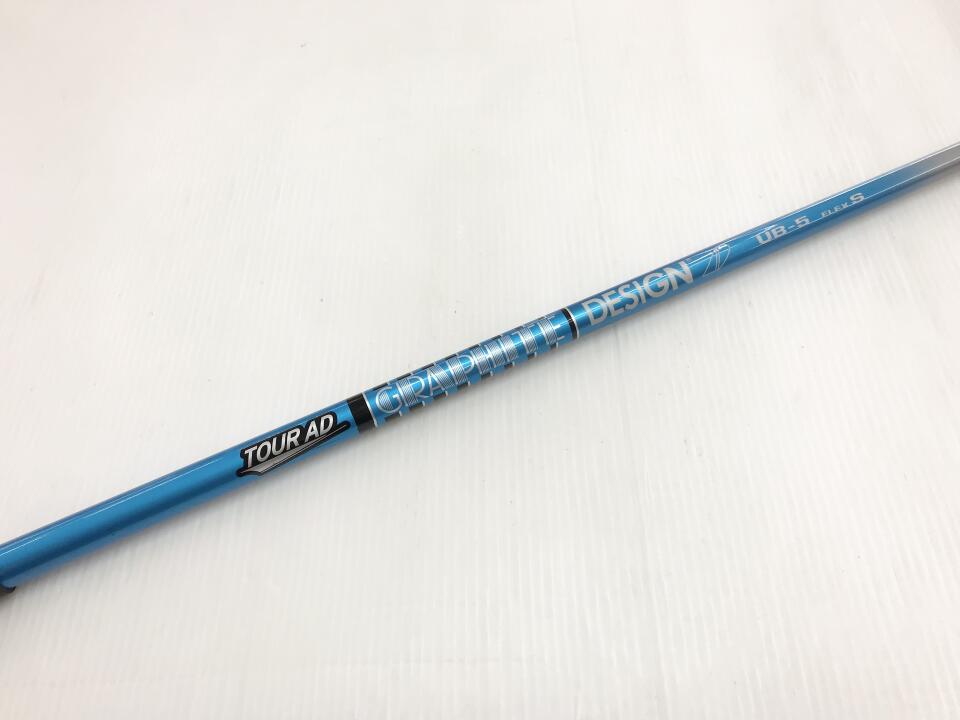 TOUR AD
GRAPHITE DESIGN
UB-5 FLEX S